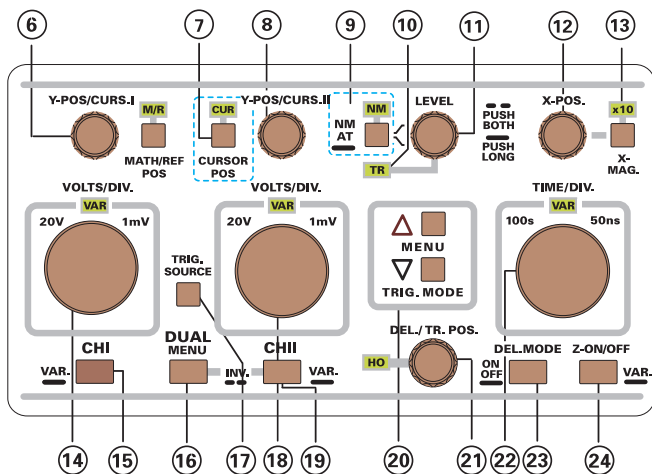 6 7 8 9 10 11 12 13
Y-POS/CURS.I
M/R
MATH/REF
POS
CUR
CURSOR
POS
Y-POS/CURS.II
NM
AT
NM
TR
LEVEL
PUSH
BOTH
PUSH
LONG
X-POS.
x10
X-
MAG.
VOLTS/DIV.
VAR
20V 1mV
TRIG.
SOURCE
VOLTS/DIV.
VAR
20V 1mV
MENU
TRIG. MODE
TIME/DIV.
VAR
100s 50ns
CHI
VAR.
DUAL
MENU
INV.
CHII
VAR.
HO
DEL./ TR. POS.
ON
OFF
DEL.MODE
Z-ON/OFF
VAR.
14 15 16 17 18 19 20 21 22 23 24